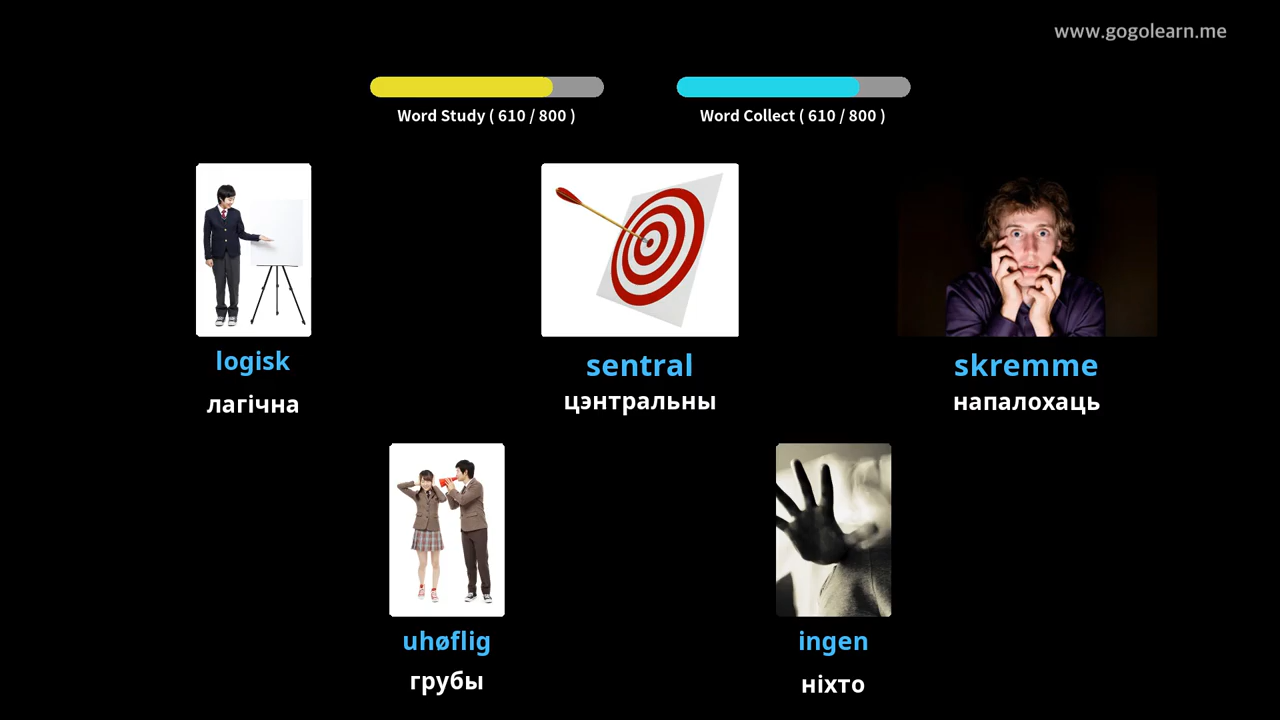 www.gogolearn.me
Word Study ( 610 / 800 )
Word Collect ( 610 / 800 )
logisk
лагічна
sentral
цэнтральны
skremme
напалохаць
uhøflig
грубы
ingen
ніхто